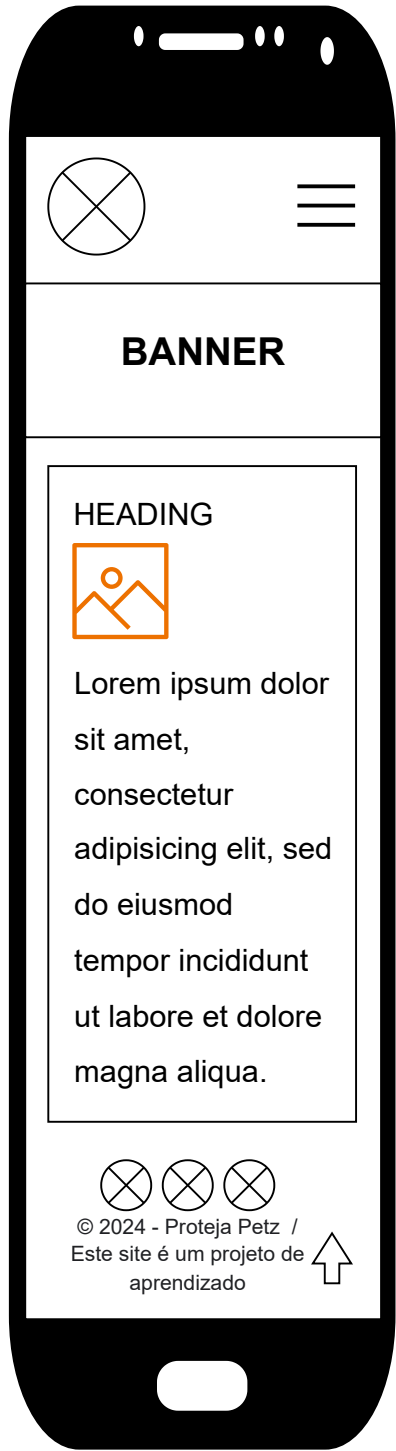 BANNER
HEADING
Lorem ipsum dolor
sit amet,
consectetur
adipisicing elit, sed
do eiusmod
tempor incididunt
ut labore et dolore
magna aliqua.
© 2024 - Proteja Petz /
Este site é um projeto de
aprendizado